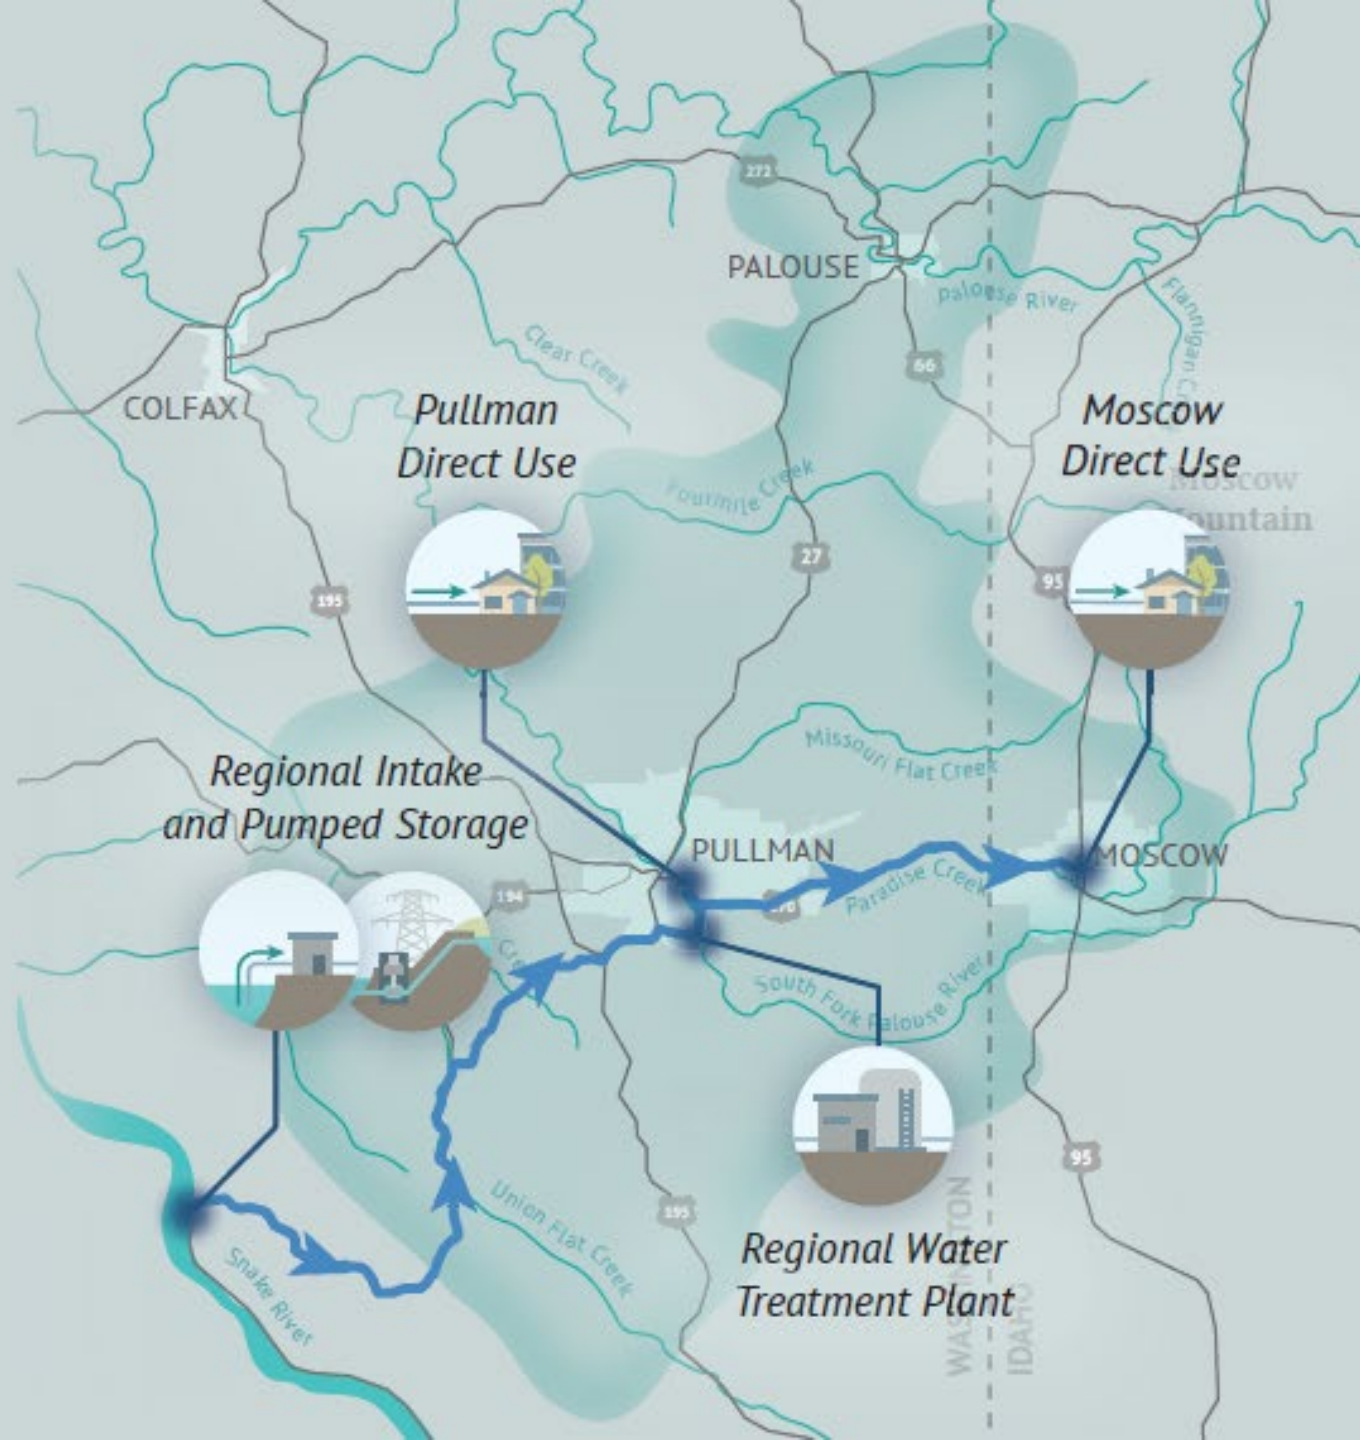 272
PALOUSE
Palouse River
Flannigan
Clear Creek
66
COLFAX
Pullman
Direct Use
Moscow
Direct Use
Moscow
ountain
Fourmile Creek
27
95
195
Missouri Flat Creek
Regional Intake
and Pumped Storage
PULLMAN
MOSCOW
194
Paradise Creek
South Fork Palouse River
95
Union Flat Creek
195
Snake River
Regional Water
Treatment Plant
WASHINGTON
IDAHO